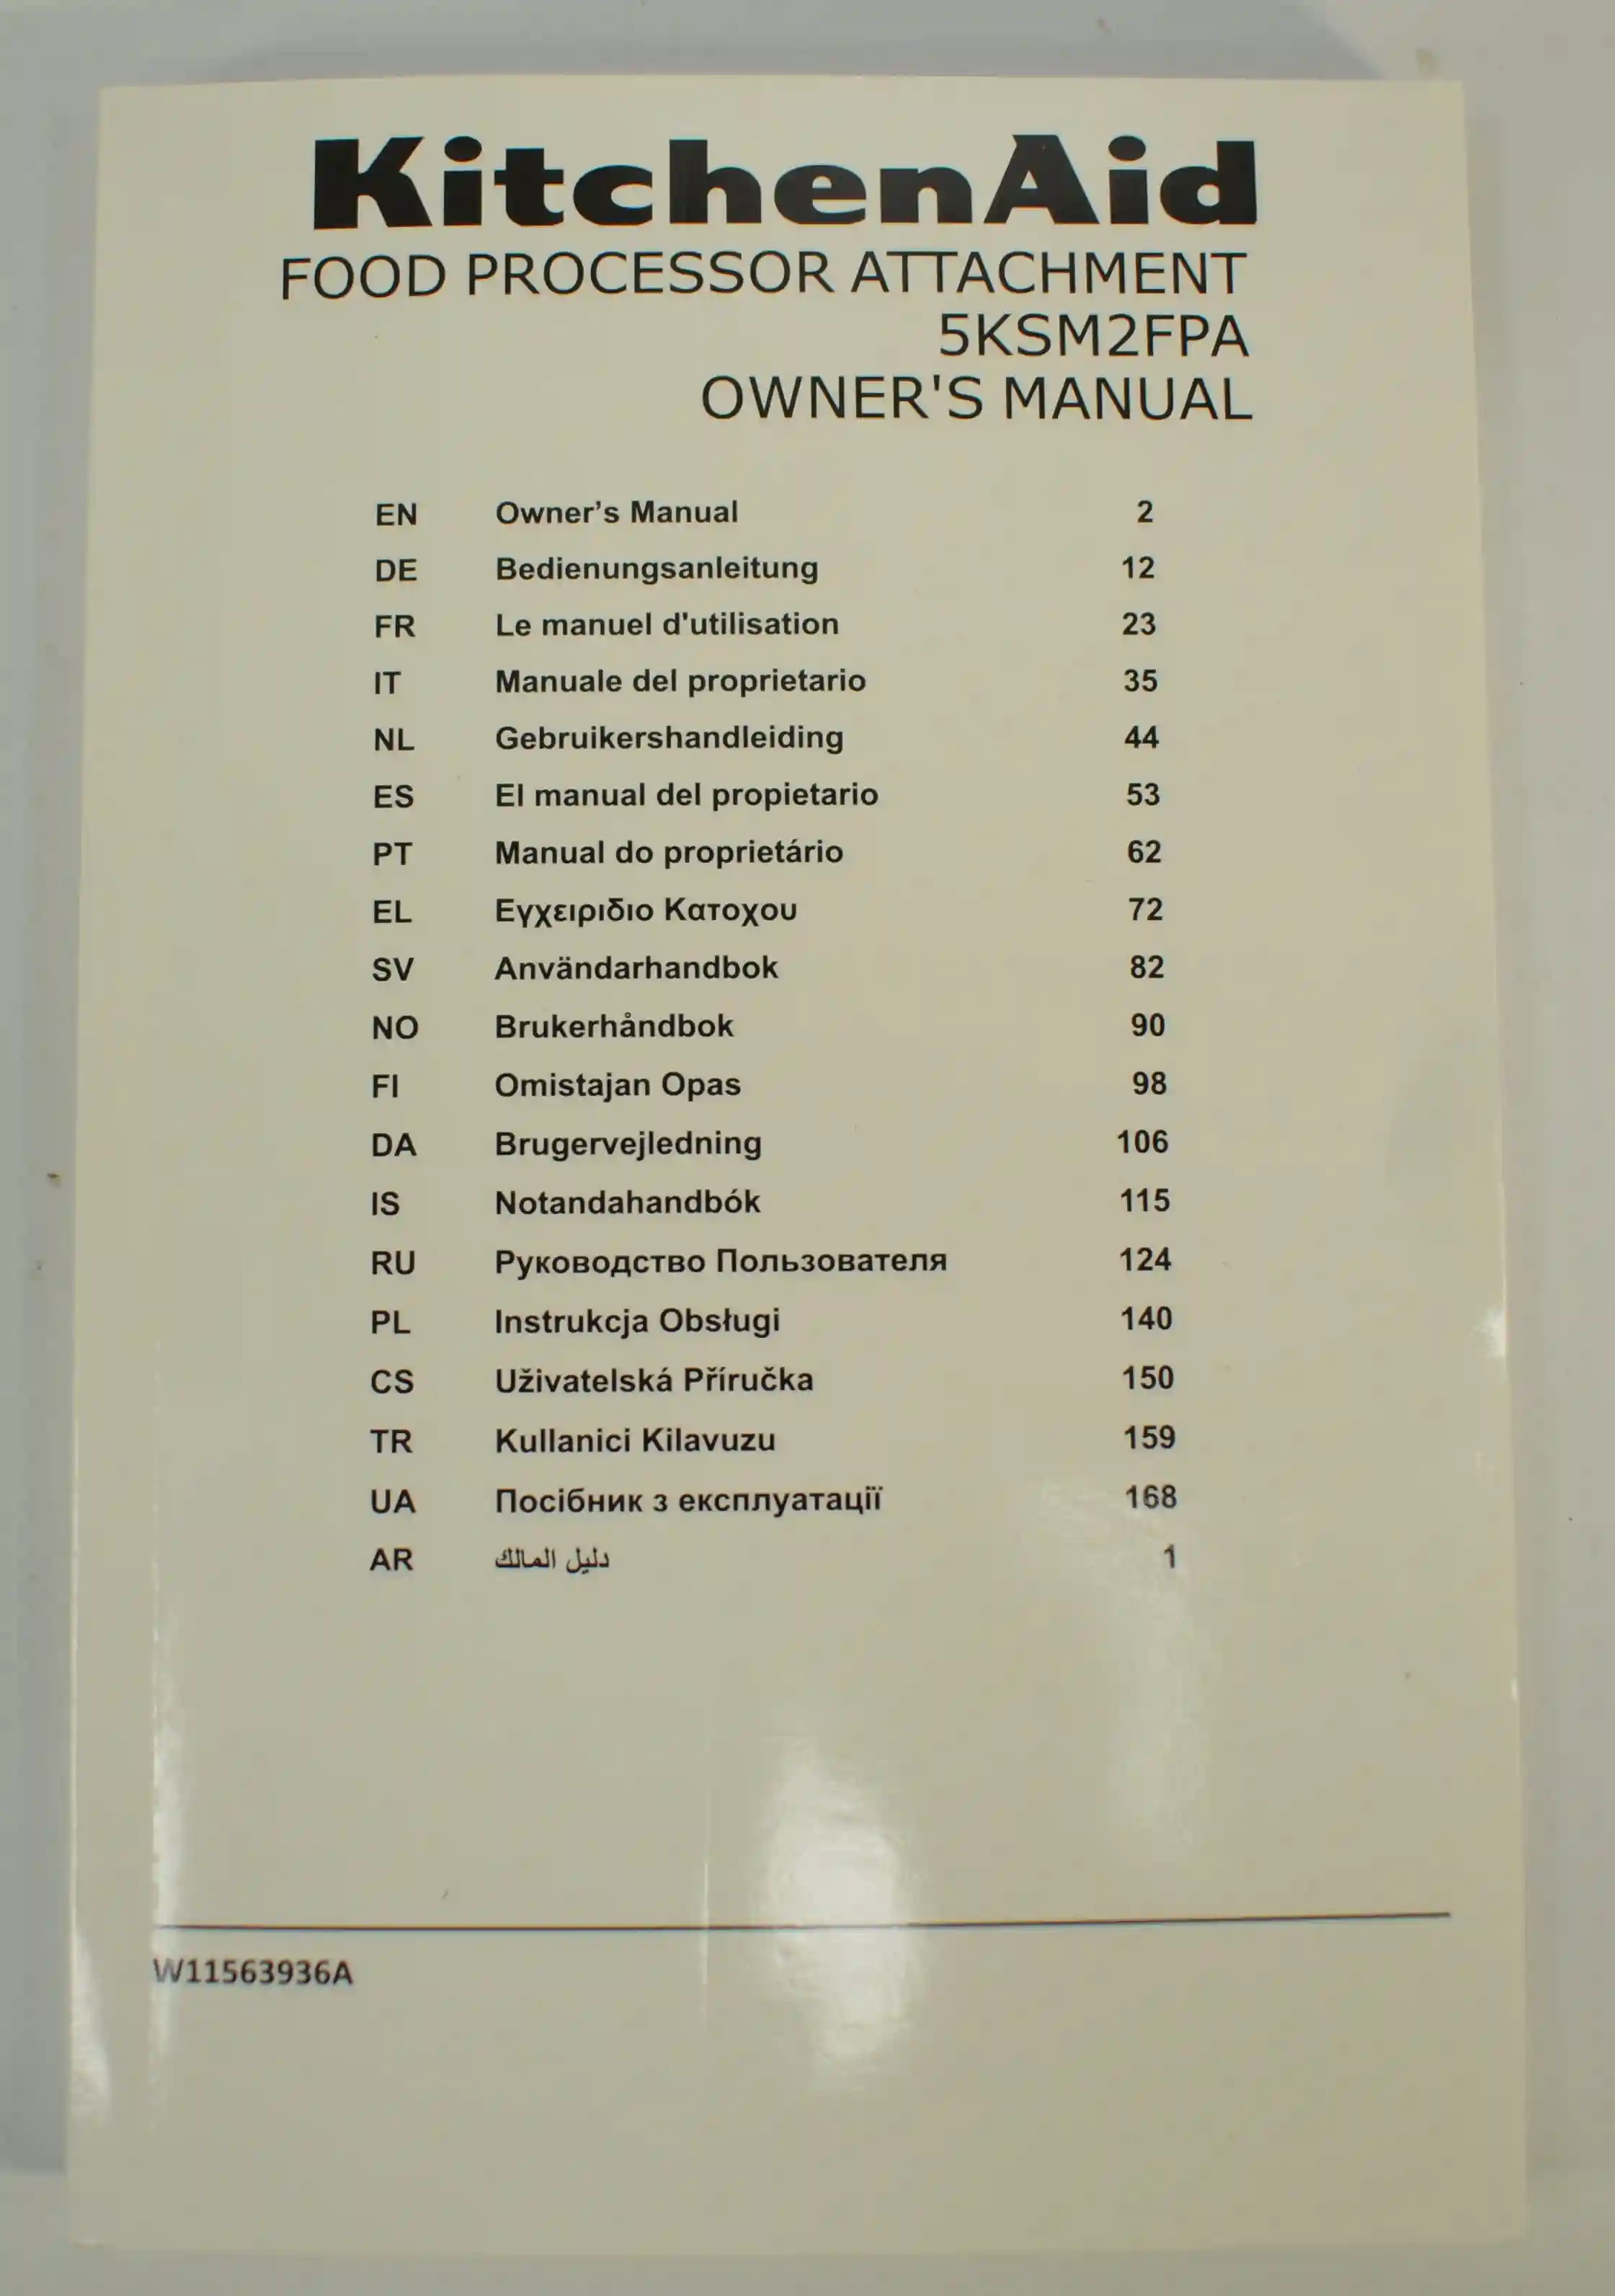 KitchenAid
FOOD PROCESSOR ATTACHMENT
5KSM2FPA
OWNER'S MANUAL
EN Owner’s Manual 2
DE Bedienungsanleitung 12
FR Le manuel d'utilisation 23
IT Manuale del proprietario 35
NL Gebruikershandleiding 44
ES El manual del propietario 53
PT Manual do proprietário 62
EL Εγχειριδιο Κατοχου 72
SV Användarhandbok 82
NO Brukerhåndbok 90
FI Omistajan Opas 98
DA Brugervejledning 106
IS Notandahandbók 115
RU Руководство Пользователя 124
PL Instrukcja Obsługi 140
CS Uživatelská Příručka 150
TR Kullanici Kilavuzu 159
UA Посібник з експлуатації 168
AR دليل المالك 1
W11563936A